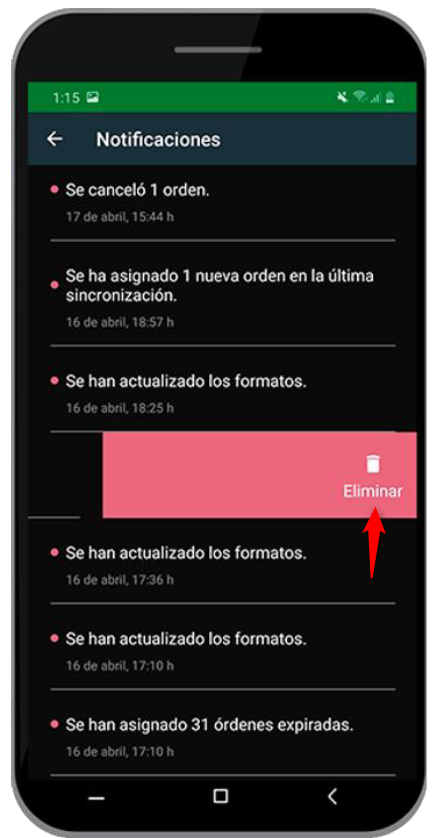 1:15
Notificaciones
Se canceló 1 orden.
17 de abril, 15:44 h
Se ha asignado 1 nueva orden en la última
sincronización.
16 de abril, 18:57 h
Se han actualizado los formatos.
16 de abril, 18:25 h
Eliminar
Se han actualizado los formatos.
16 de abril, 17:36 h
Se han actualizado los formatos.
16 de abril, 17:10 h
Se han asignado 31 órdenes expiradas.
16 de abril, 17:10 h